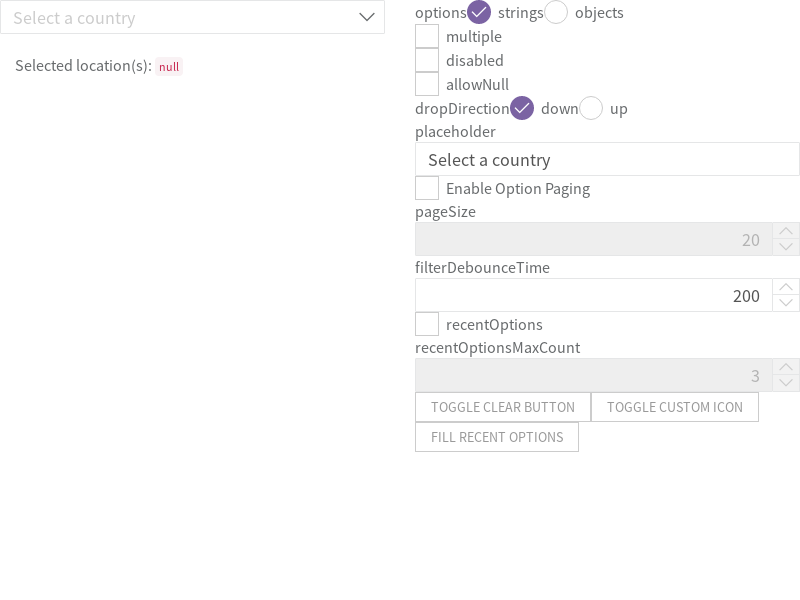 Select a country
Selected location(s): null
options strings objects
multiple
disabled
allowNull
dropDirection down up
placeholder
Select a country
Enable Option Paging
pageSize
20
filterDebounceTime
200
recentOptions
recentOptionsMaxCount
3
TOGGLE CLEAR BUTTON TOGGLE CUSTOM ICON
FILL RECENT OPTIONS